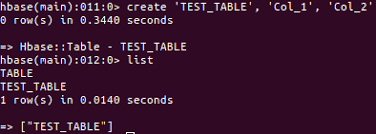 hbase(main):011:0> create 'TEST_TABLE', 'Col_1', 'Col_2'
0 row(s) in 0.3440 seconds
=> Hbase::Table - TEST_TABLE
hbase(main):012:0> list
TABLE
TEST_TABLE
1 row(s) in 0.0140 seconds
=> ["TEST_TABLE"]